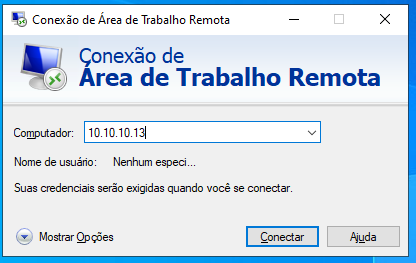 Conexão de Área de Trabalho Remota
Conexão de
Área de Trabalho Remota
Computador: 10.10.10.13
Nome de usuário: Nenhum especi...
Suas credenciais serão exigidas quando você se conectar.
Mostrar Opções Conectar Ajuda